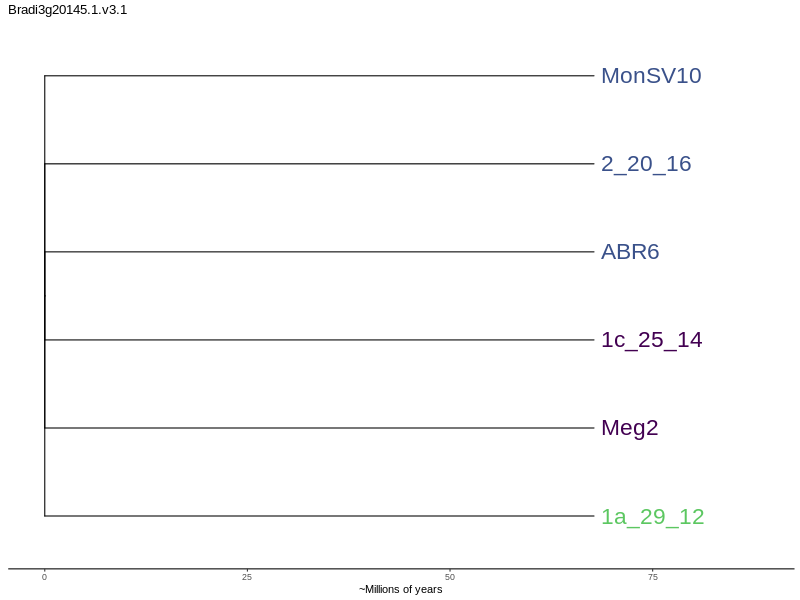 Bradi3g20145.1.v3.1
MonSV10
2_20_16
ABR6
1c_25_14
Meg2
1a_29_12
0 25 50 75
~Millions of years